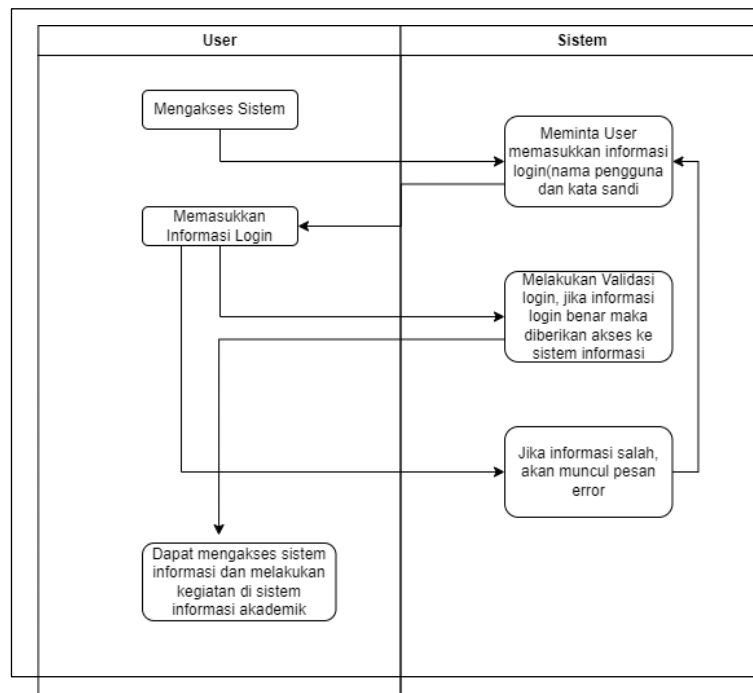 User
Sistem
Mengakses Sistem
Meminta User
memasukkan informasi
login(nama pengguna
dan kata sandi
Memasukkan
Informasi Login
Melakukan Validasi
login, jika informasi
login benar maka
diberikan akses ke
sistem informasi
Jika informasi salah,
akan muncul pesan
error
Dapat mengakses sistem
informasi dan melakukan
kegiatan di sistem
informasi akademik